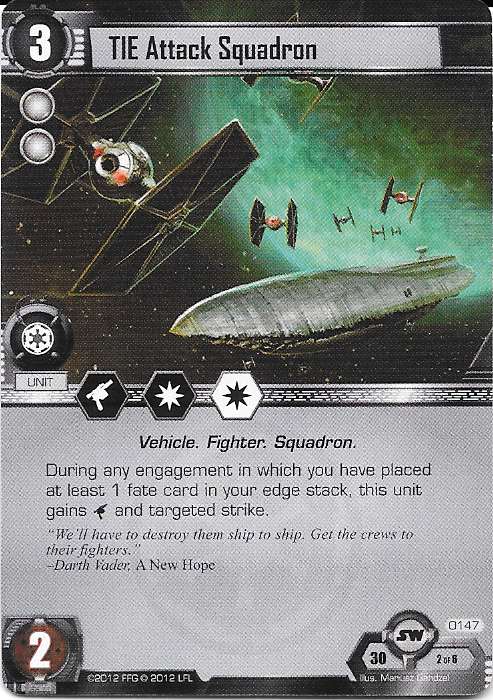 3
TIE Attack Squadron
UNIT
Vehicle. Fighter. Squadron.
During any engagement in which you have placed
at least 1 fate card in your edge stack, this unit
gains and targeted strike.
“We'll have to destroy them ship to ship. Get the crews to
their fighters.”
–Darth Vader, A New Hope
2
0147
SW
30
2 OF 6
©2012 FFG © 2012 LFL
Illus. Mariusz Gandzel